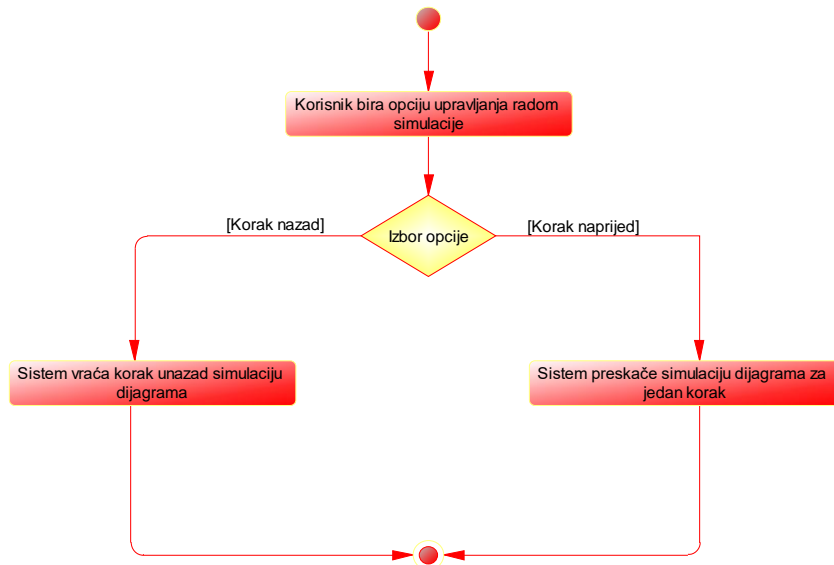 Korisnik bira opciju upravljanja radom
simulacije
[Korak nazad]
Izbor opcije
[Korak naprijed]
Sistem vraća korak unazad simulaciju
dijagrama
Sistem preskače simulaciju dijagrama za
jedan korak